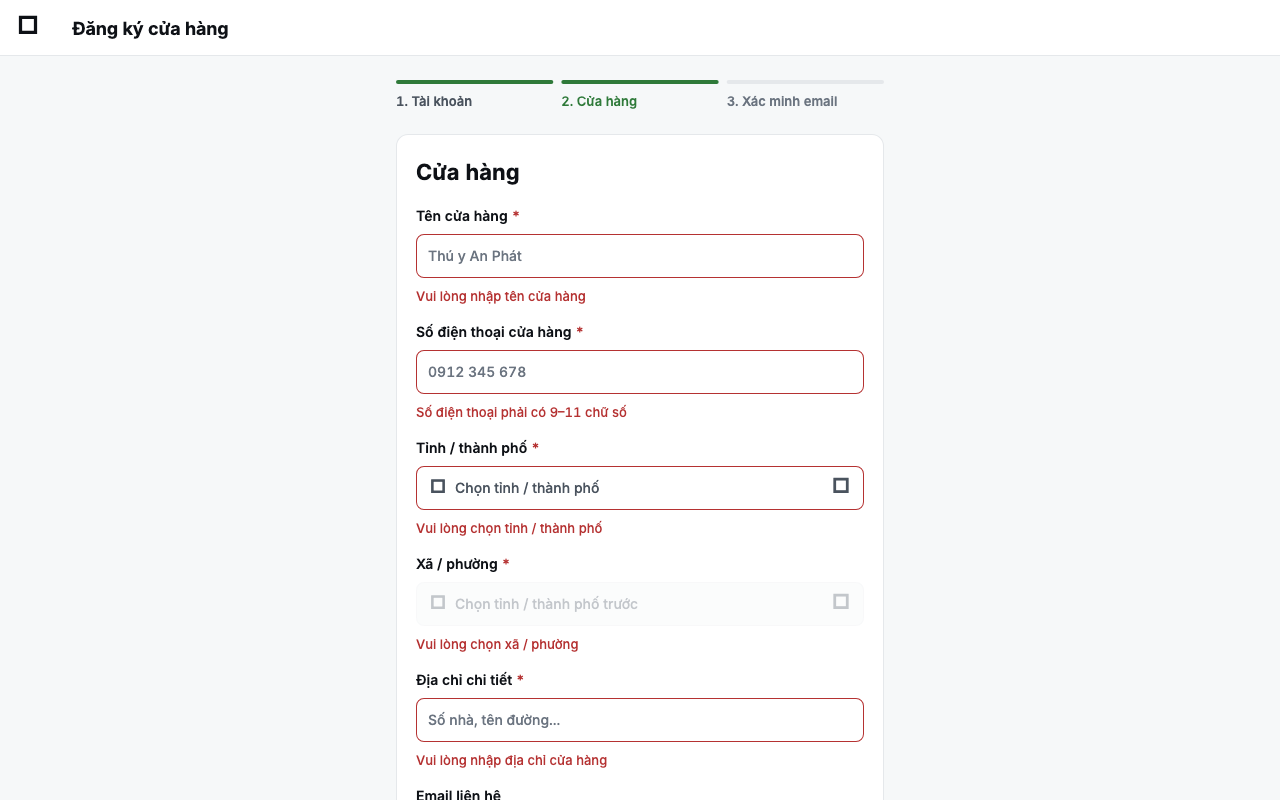 Đăng ký cửa hàng
1. Tài khoản
2. Cửa hàng
3. Xác minh email
Cửa hàng
Tên cửa hàng *
Thú y An Phát
Vui lòng nhập tên cửa hàng
Số điện thoại cửa hàng *
0912 345 678
Số điện thoại phải có 9–11 chữ số
Tỉnh / thành phố *
Chọn tỉnh / thành phố
Vui lòng chọn tỉnh / thành phố
Xã / phường *
Chọn tỉnh / thành phố trước
Vui lòng chọn xã / phường
Địa chỉ chi tiết *
Số nhà, tên đường...
Vui lòng nhập địa chỉ cửa hàng
Email liên hệ